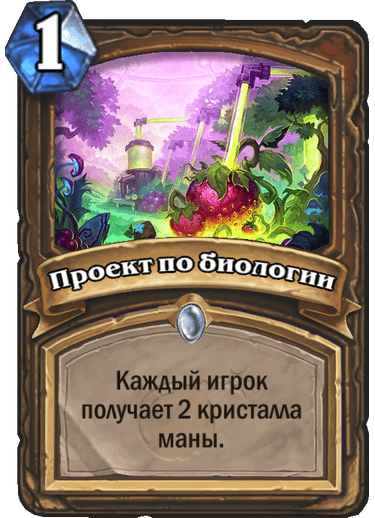 1
Проект по биологии
Каждый игрок
получает 2 кристалла
маны.